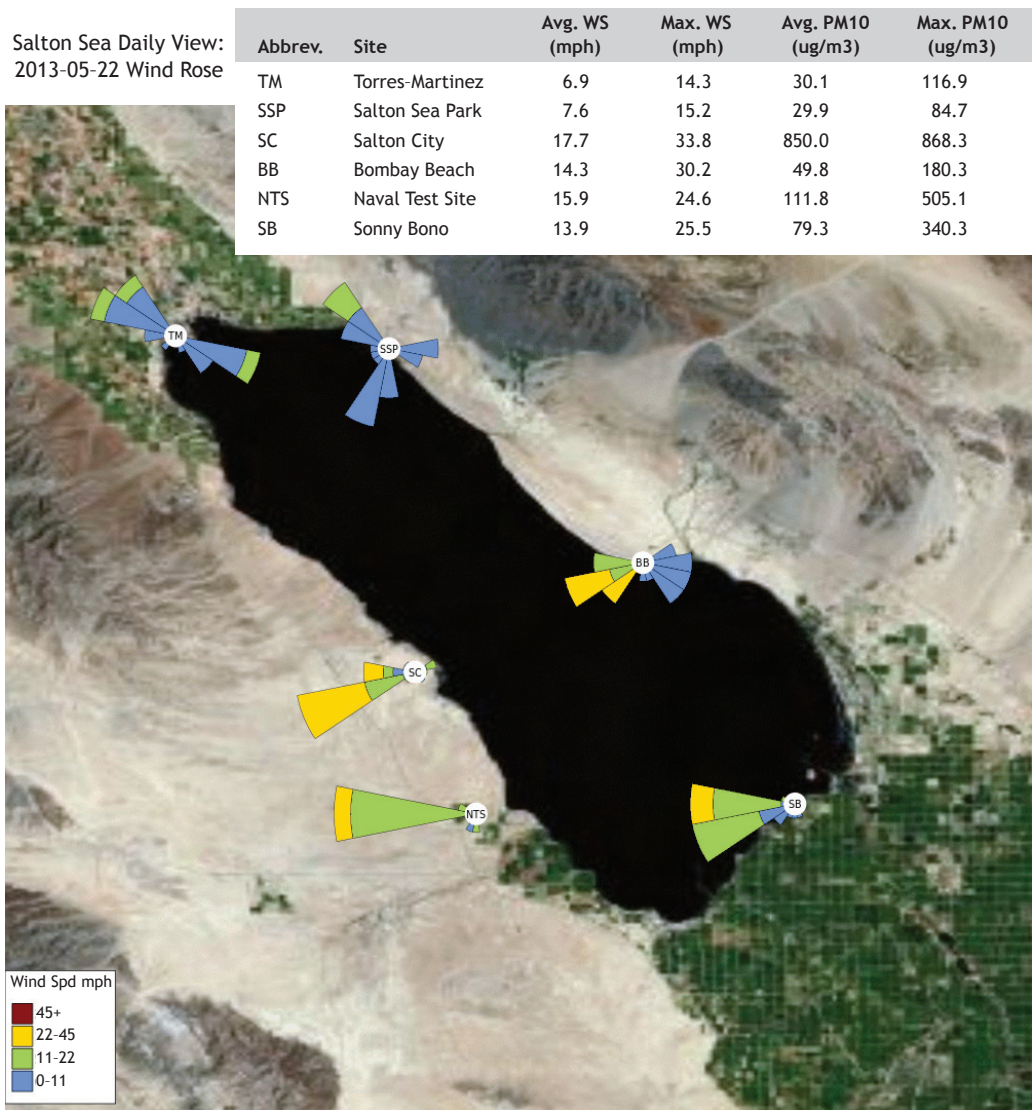 Salton Sea Daily View:
2013-05-22 Wind Rose
Abbrev. Site Avg. WS (mph) Max. WS (mph) Avg. PM10 (ug/m3) Max. PM10 (ug/m3)
TM Torres-Martinez 6.9 14.3 30.1 116.9
SSP Salton Sea Park 7.6 15.2 29.9 84.7
SC Salton City 17.7 33.8 850.0 868.3
BB Bombay Beach 14.3 30.2 49.8 180.3
NTS Naval Test Site 15.9 24.6 111.8 505.1
SB Sonny Bono 13.9 25.5 79.3 340.3
TM
SSP
BB
SC
SB
NTS
Wind Spd mph
45+
22-45
11-22
0-11